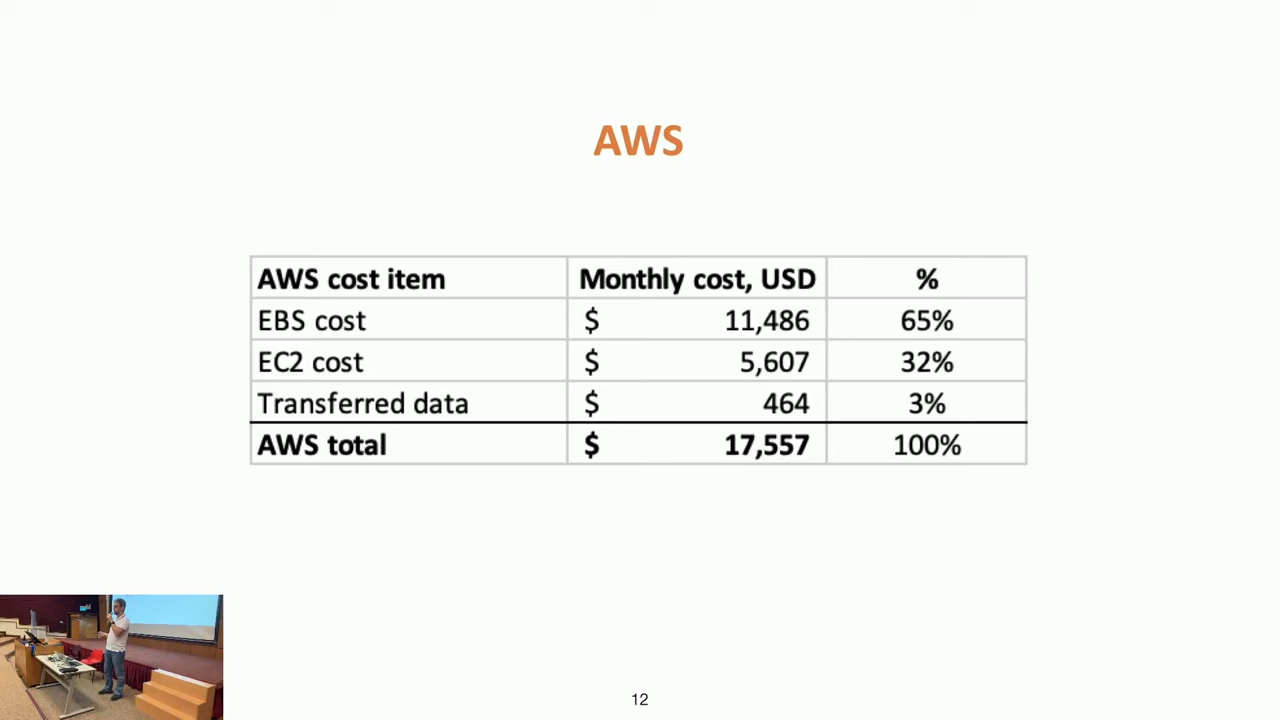 AWS
AWS cost item Monthly cost, USD %
EBS cost $ 11,486 65%
EC2 cost $ 5,607 32%
Transferred data $ 464 3%
AWS total $ 17,557 100%
12